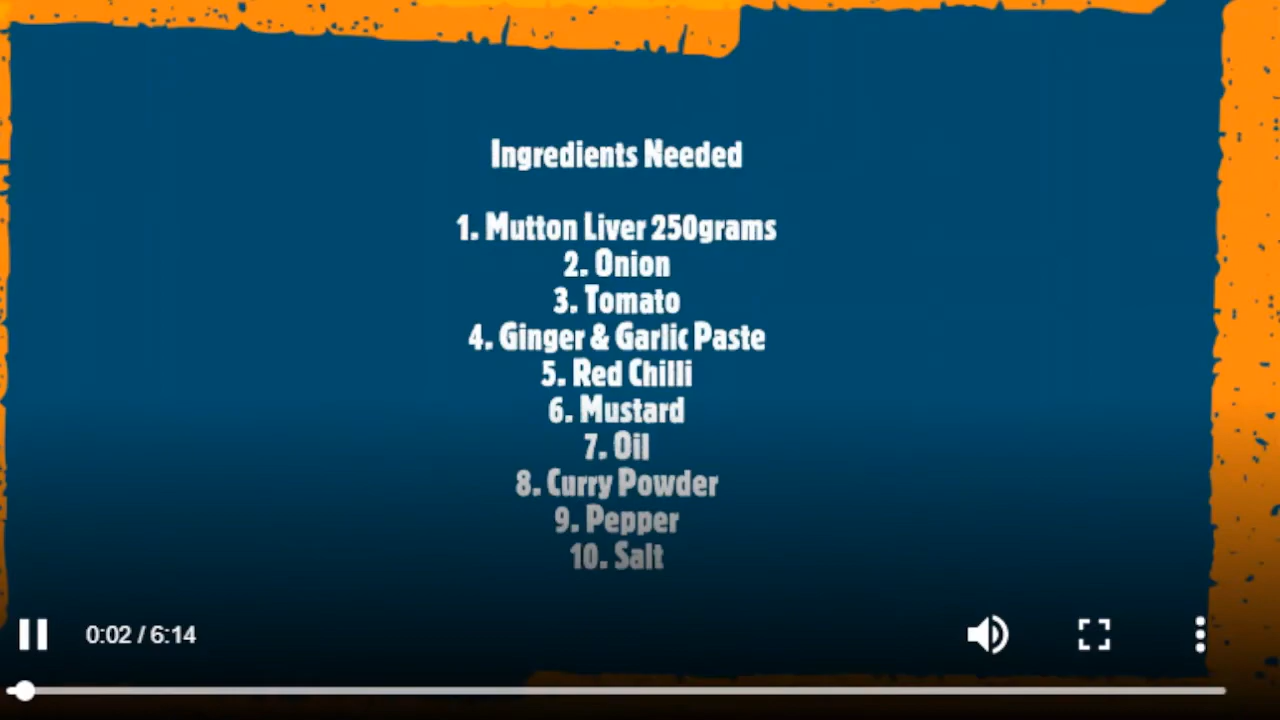 Ingredients Needed
1. Mutton Liver 250grams
2. Onion
3. Tomato
4. Ginger & Garlic Paste
5. Red Chilli
6. Mustard
7. Oil
8. Curry Powder
9. Pepper
10. Salt
0:02 / 6:14